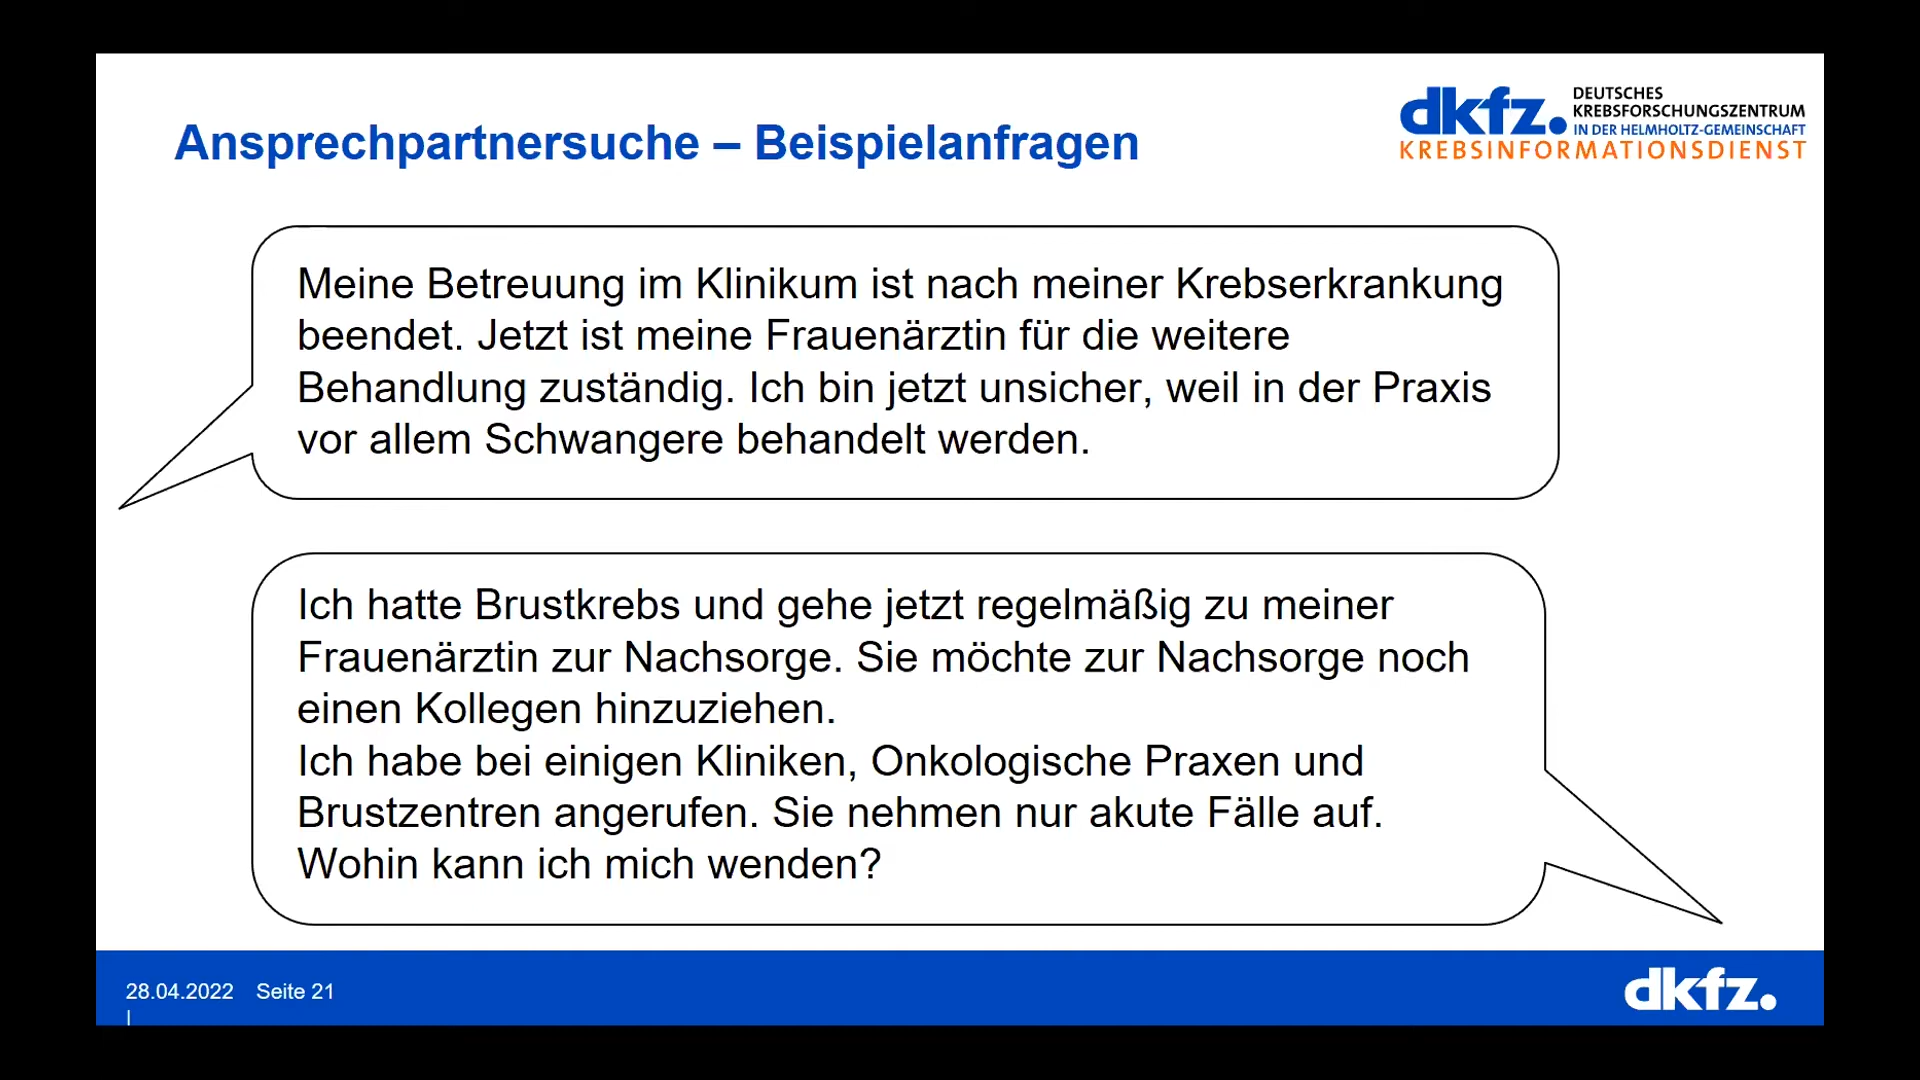 Ansprechpartnersuche – Beispielanfragen
dkfz.
DEUTSCHES
KREBSFORSCHUNGSZENTRUM
IN DER HELMHOLTZ-GEMEINSCHAFT
KREBSINFORMATIONSDIENST
Meine Betreuung im Klinikum ist nach meiner Krebserkrankung
beendet. Jetzt ist meine Frauenärztin für die weitere
Behandlung zuständig. Ich bin jetzt unsicher, weil in der Praxis
vor allem Schwangere behandelt werden.
Ich hatte Brustkrebs und gehe jetzt regelmäßig zu meiner
Frauenärztin zur Nachsorge. Sie möchte zur Nachsorge noch
einen Kollegen hinzuziehen.
Ich habe bei einigen Kliniken, Onkologische Praxen und
Brustzentren angerufen. Sie nehmen nur akute Fälle auf.
Wohin kann ich mich wenden?
28.04.2022 Seite 21
|
dkfz.